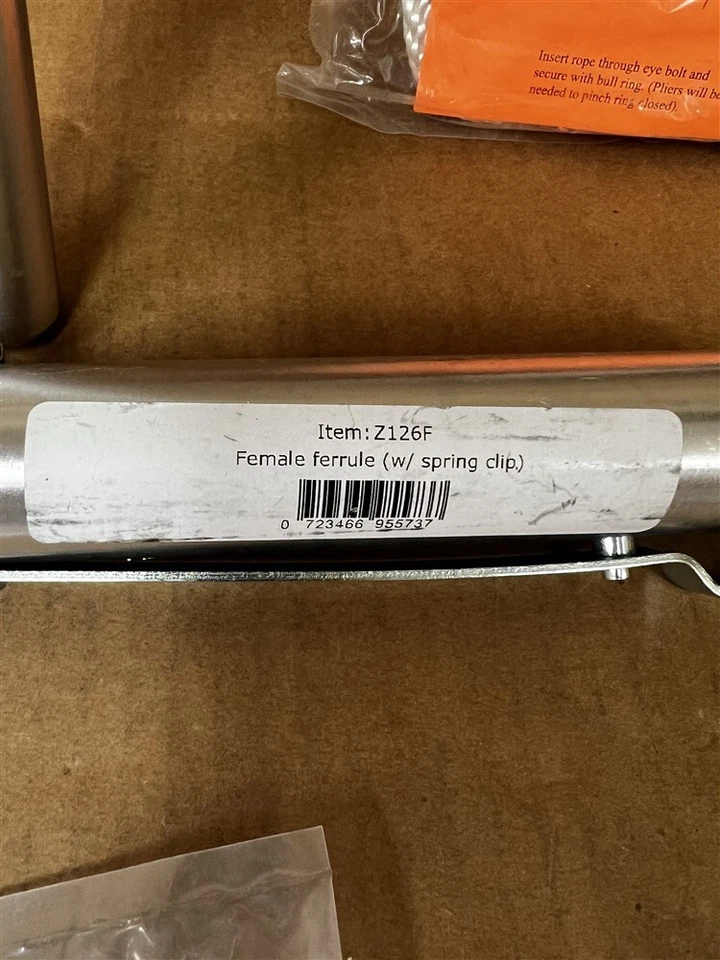 Insert rope through eye bolt and
secure with bull ring. (Pliers will be
needed to pinch ring closed).
Item:Z126F
Female ferrule (w/ spring clip.)
0 723466 955737